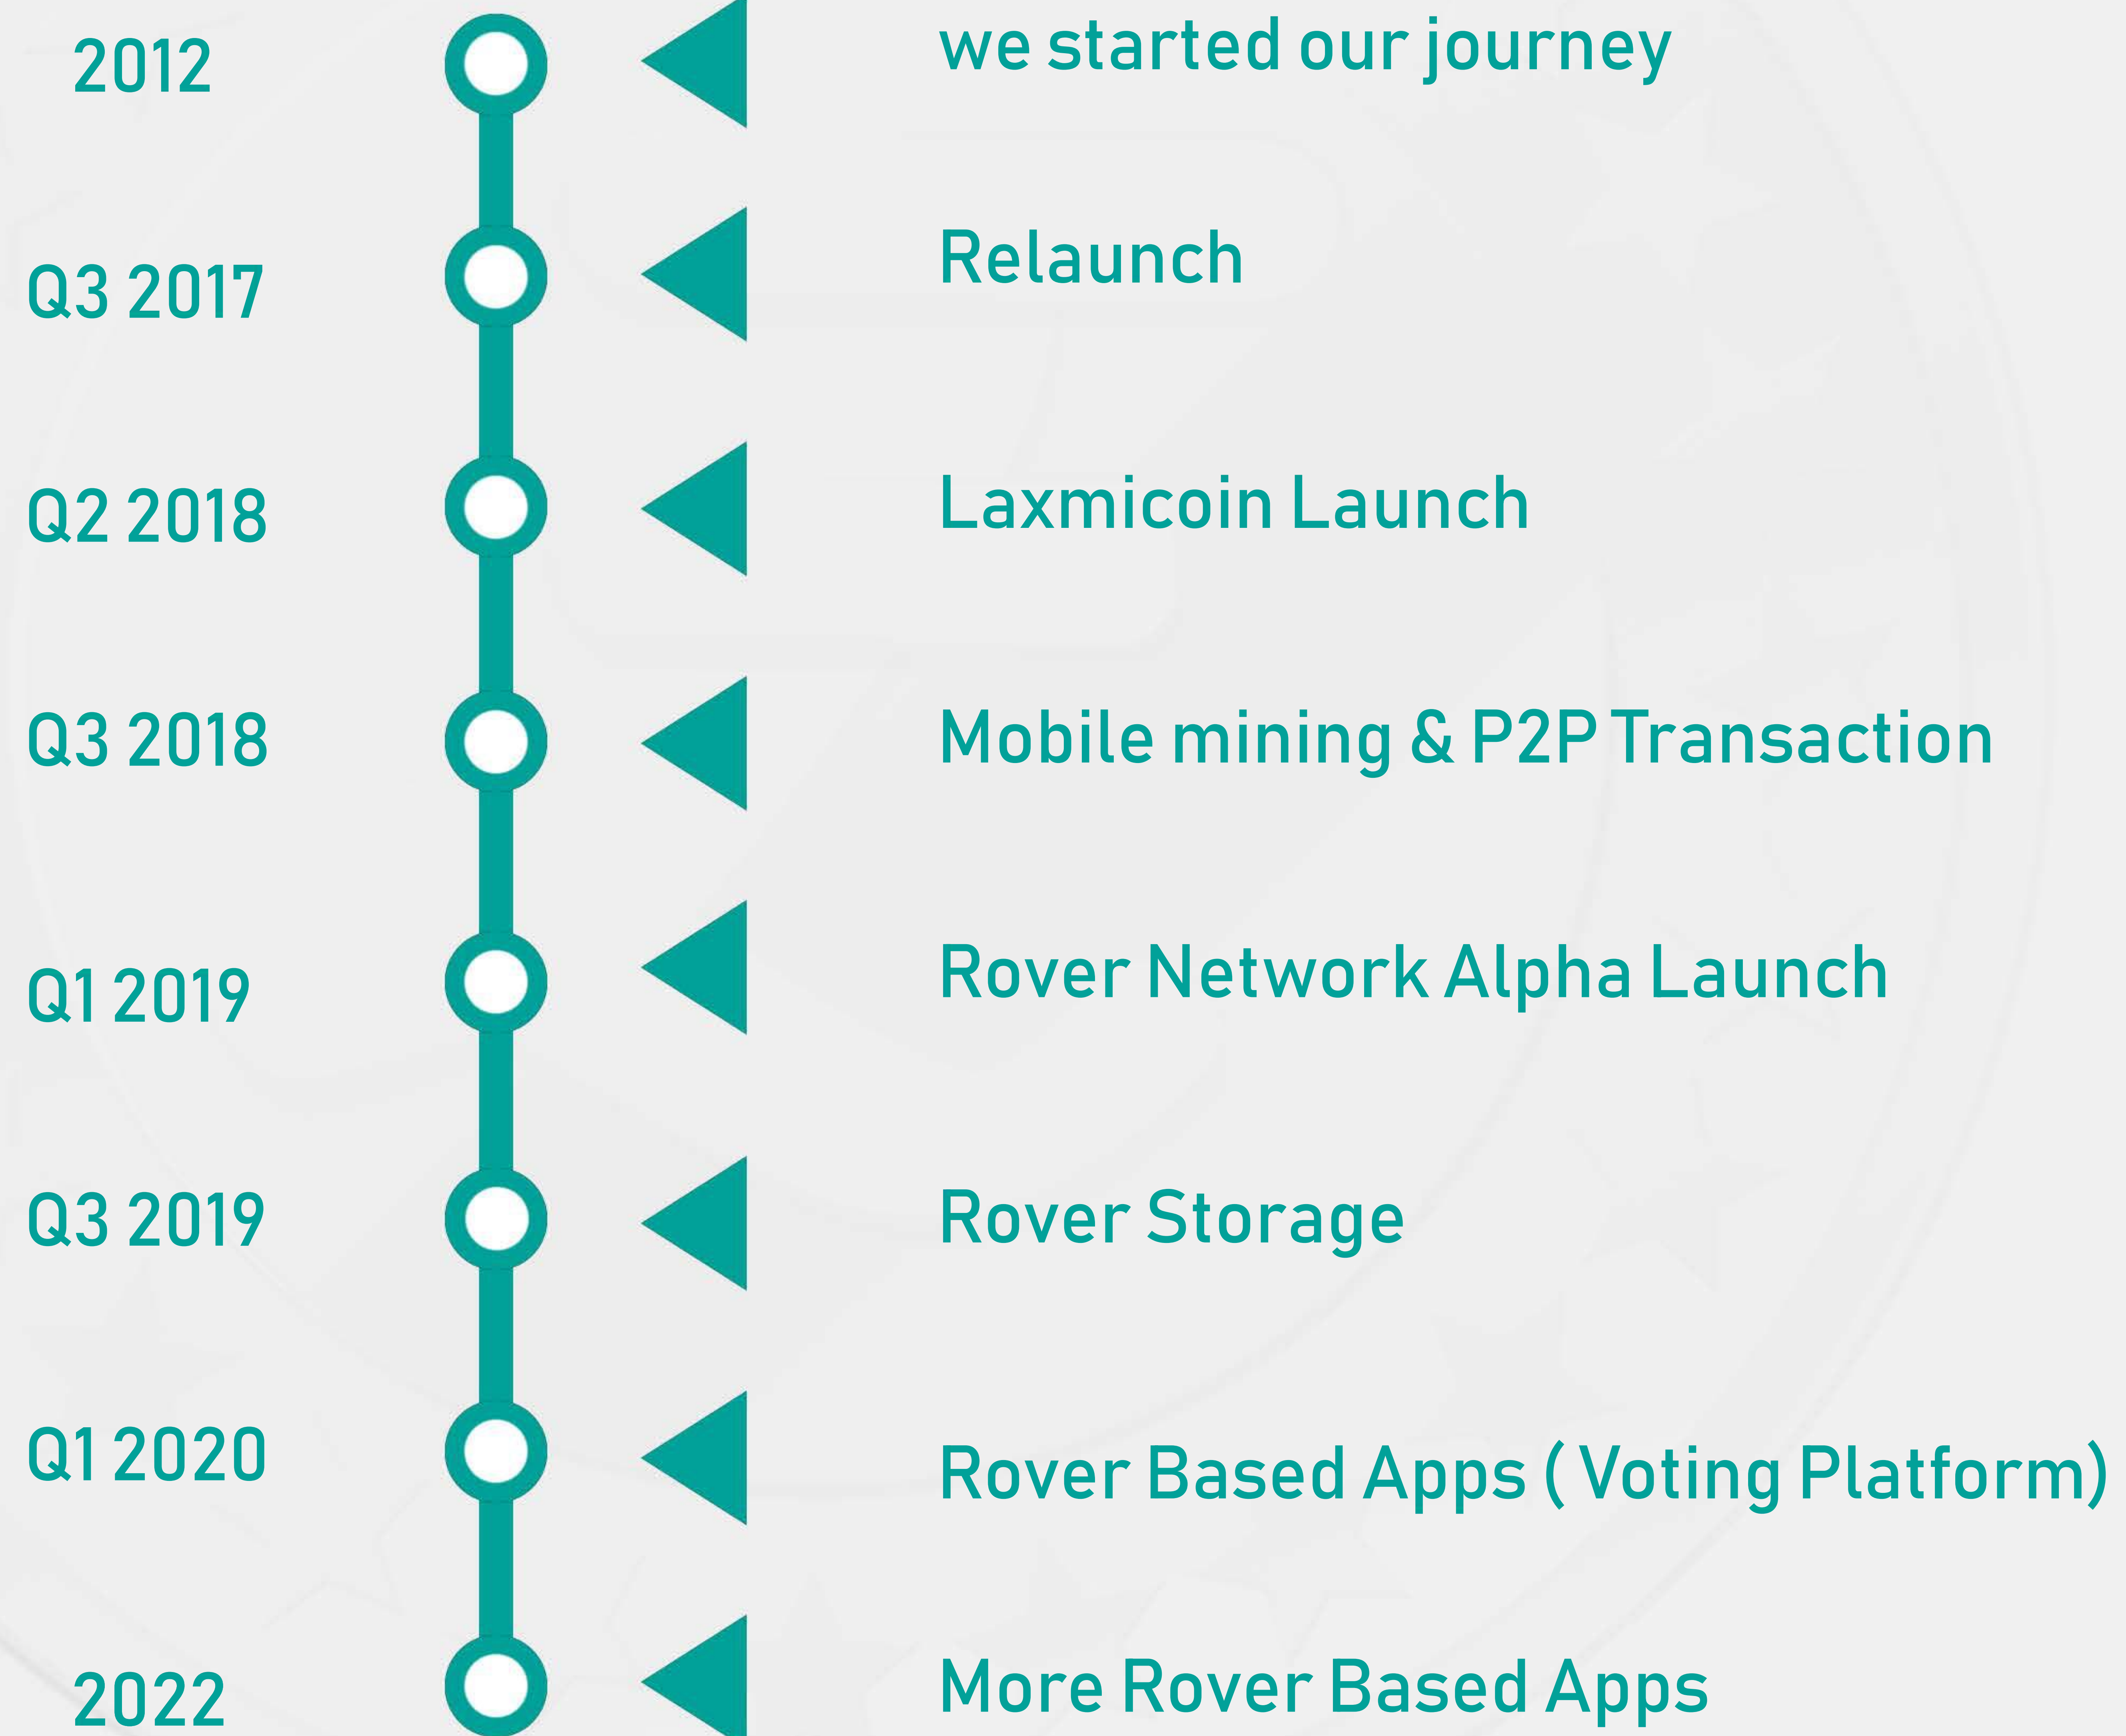 2012 we started our journey
Q3 2017 Relaunch
Q2 2018 Laxmicoin Launch
Q3 2018 Mobile mining & P2P Transaction
Q1 2019 Rover Network Alpha Launch
Q3 2019 Rover Storage
Q1 2020 Rover Based Apps ( Voting Platform)
2022 More Rover Based Apps